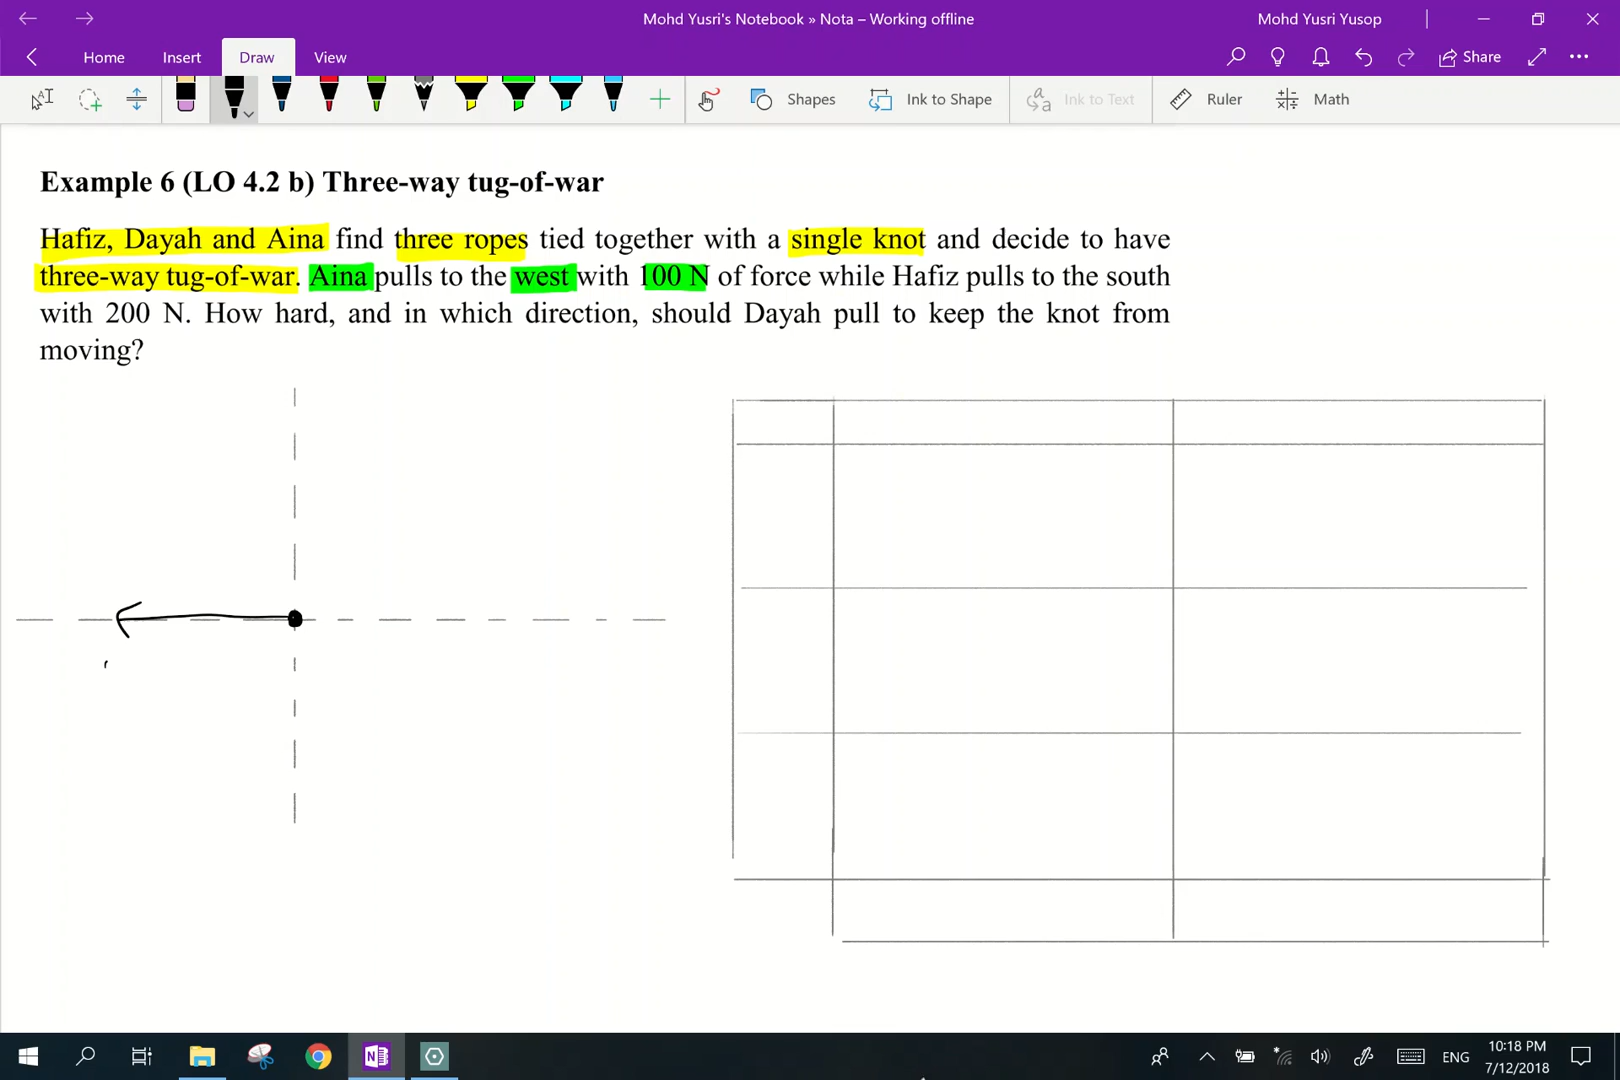 Mohd Yusri's Notebook » Nota – Working offline
Mohd Yusri Yusop
Home Insert Draw View
Share
Shapes Ink to Shape Ink to Text Ruler Math
Example 6 (LO 4.2 b) Three-way tug-of-war
Hafiz, Dayah and Aina find three ropes tied together with a single knot and decide to have
three-way tug-of-war. Aina pulls to the west with 100 N of force while Hafiz pulls to the south
with 200 N. How hard, and in which direction, should Dayah pull to keep the knot from
moving?
ENG
10:18 PM
7/12/2018